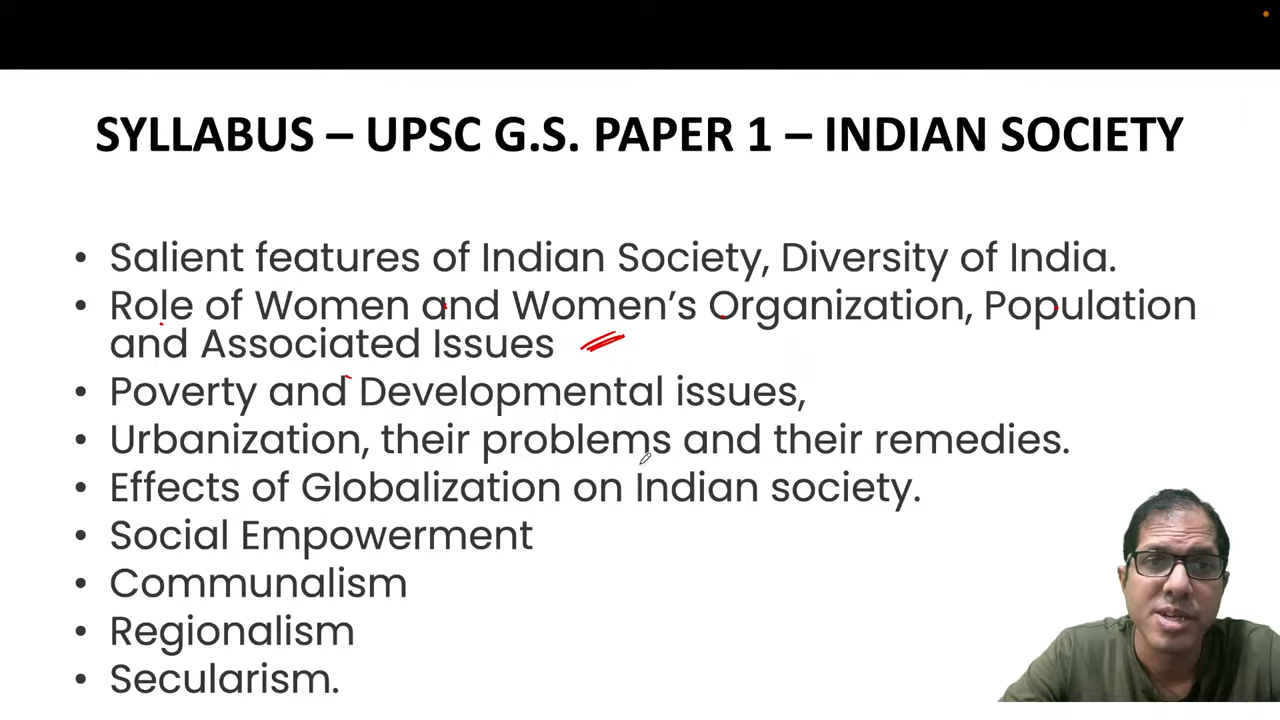 SYLLABUS – UPSC G.S. PAPER 1 – INDIAN SOCIETY
• Salient features of Indian Society, Diversity of India.
• Role of Women and Women’s Organization, Population
and Associated Issues
• Poverty and Developmental issues,
• Urbanization, their problems and their remedies.
• Effects of Globalization on Indian society.
• Social Empowerment
• Communalism
• Regionalism
• Secularism.